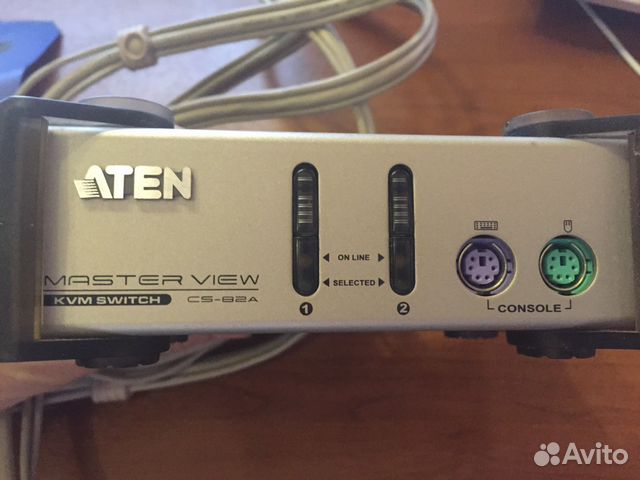 ATEN
ON LINE
SELECTED
MASTER VIEW
KVM SWITCH CS-82A
1
2
CONSOLE
Avito